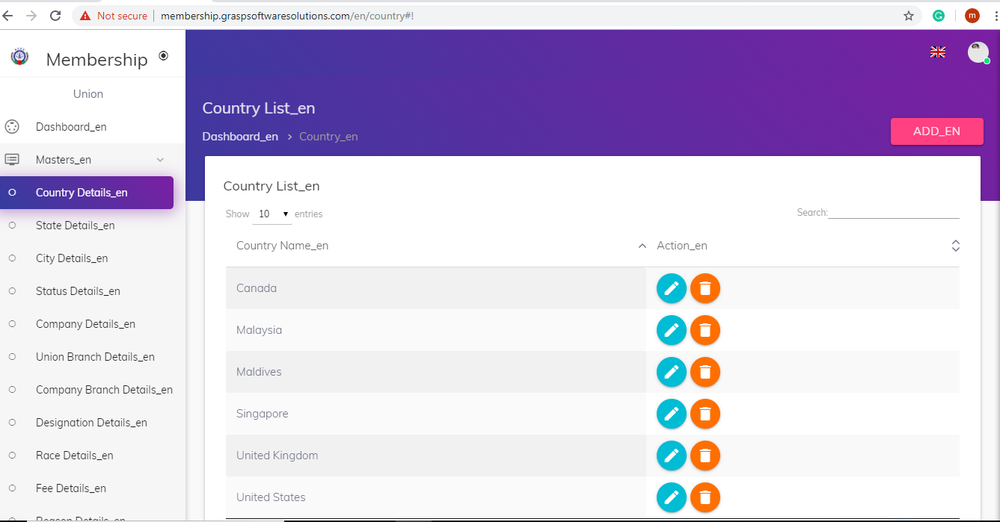 Not secure membership.graspsoftwaresolutions.com/en/country#!
m
Membership
Union
Dashboard_en
Masters_en
Country Details_en
State Details_en
City Details_en
Status Details_en
Company Details_en
Union Branch Details_en
Company Branch Details_en
Designation Details_en
Race Details_en
Fee Details_en
Reason Details_en
Country List_en
Dashboard_en > Country_en
ADD_EN
Country List_en
Show 10 entries
Search:
Country Name_en Action_en
Canada
Malaysia
Maldives
Singapore
United Kingdom
United States